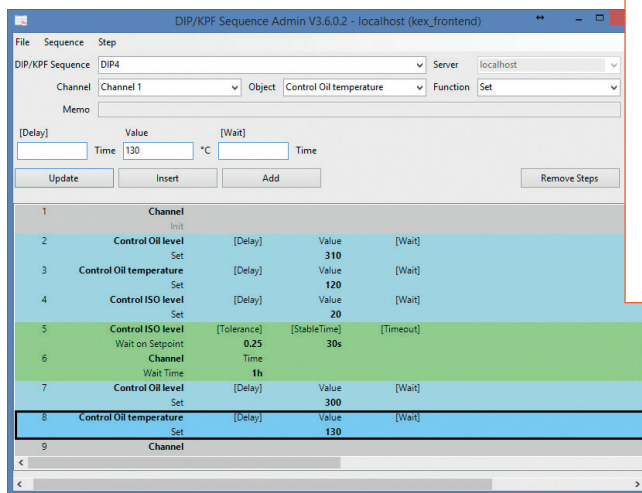 DIP/KPF Sequence Admin V3.6.0.2 - localhost (kex_frontend)
File Sequence Step
DIP/KPF Sequence DIP4 Server localhost
Channel Channel 1 Object Control Oil temperature Function Set
Memo
[Delay] Value [Wait]
Time 130 °C Time
Update Insert Add Remove Steps
1 Channel
Init
2 Control Oil level [Delay] Value [Wait]
Set 310
3 Control Oil temperature [Delay] Value [Wait]
Set 120
4 Control ISO level [Delay] Value [Wait]
Set 20
5 Control ISO level [Tolerance] [StableTime] [Timeout]
Wait on Setpoint 0.25 30s
6 Channel Time
Wait Time 1h
7 Control Oil level [Delay] Value [Wait]
Set 300
8 Control Oil temperature [Delay] Value [Wait]
Set 130
9 Channel